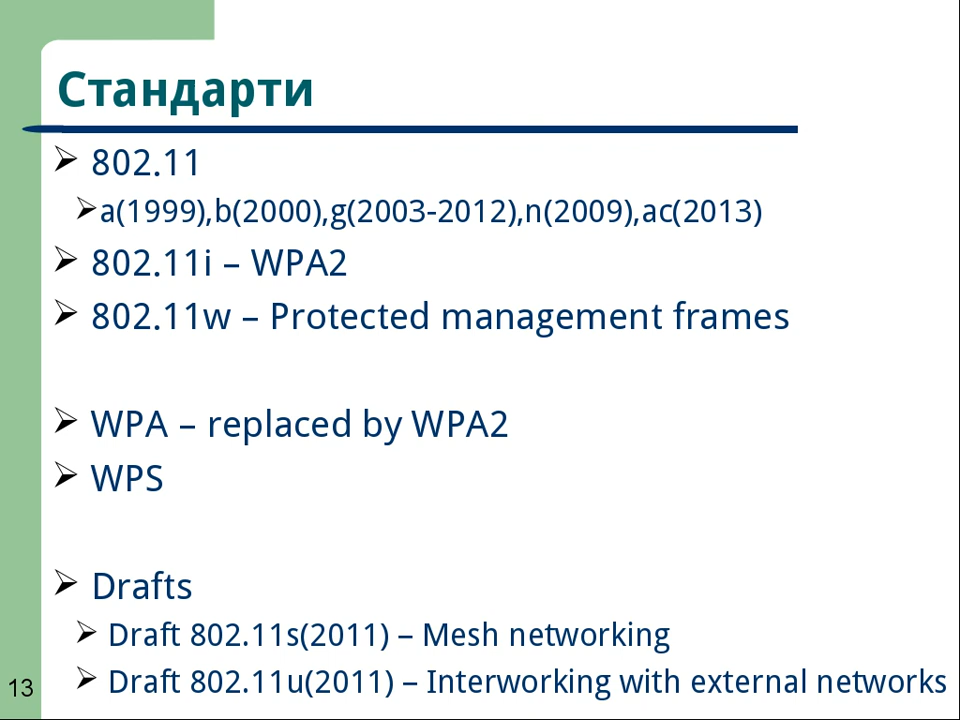 Стандарти
802.11
a(1999),b(2000),g(2003-2012),n(2009),ac(2013)
802.11i – WPA2
802.11w – Protected management frames
WPA – replaced by WPA2
WPS
Drafts
Draft 802.11s(2011) – Mesh networking
Draft 802.11u(2011) – Interworking with external networks
13